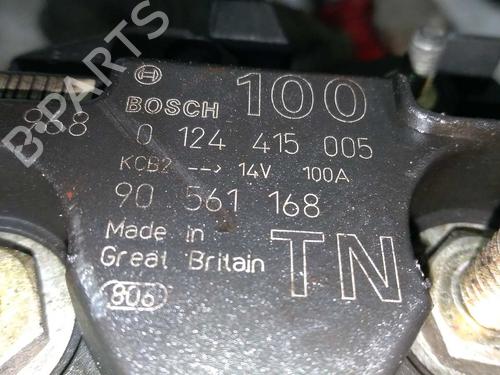 B-PARTS
BOSCH 100
868
0 124 415 005
KCB2 --> 14V 100A
90 561 168
Made in
Great Britain
TN
806